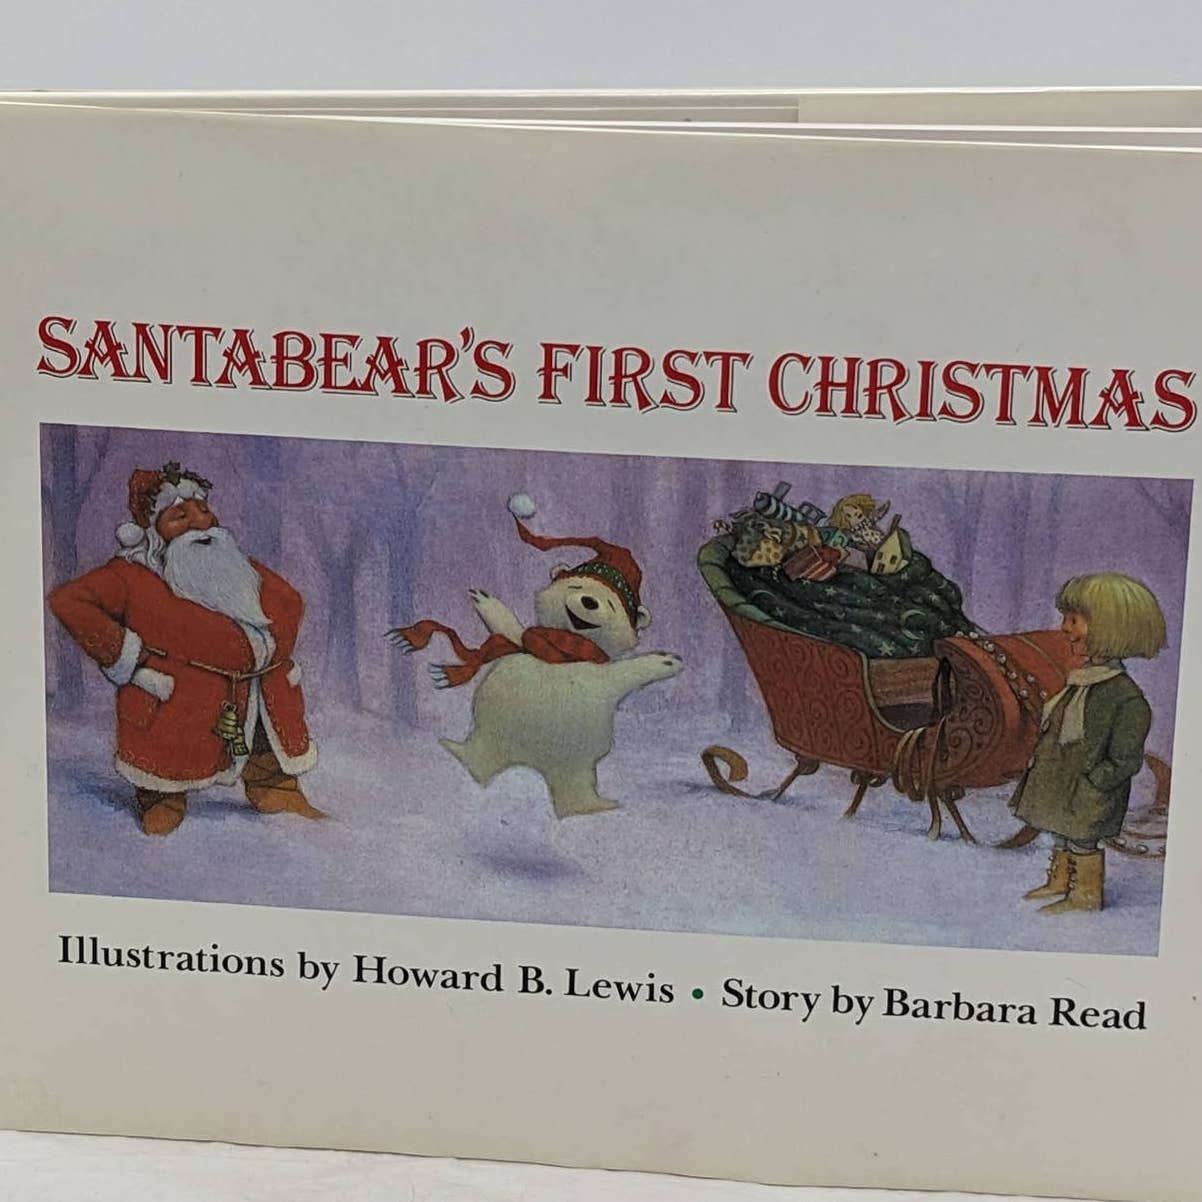 SANTABEAR'S FIRST CHRISTMAS
Illustrations by Howard B. Lewis • Story by Barbara Read